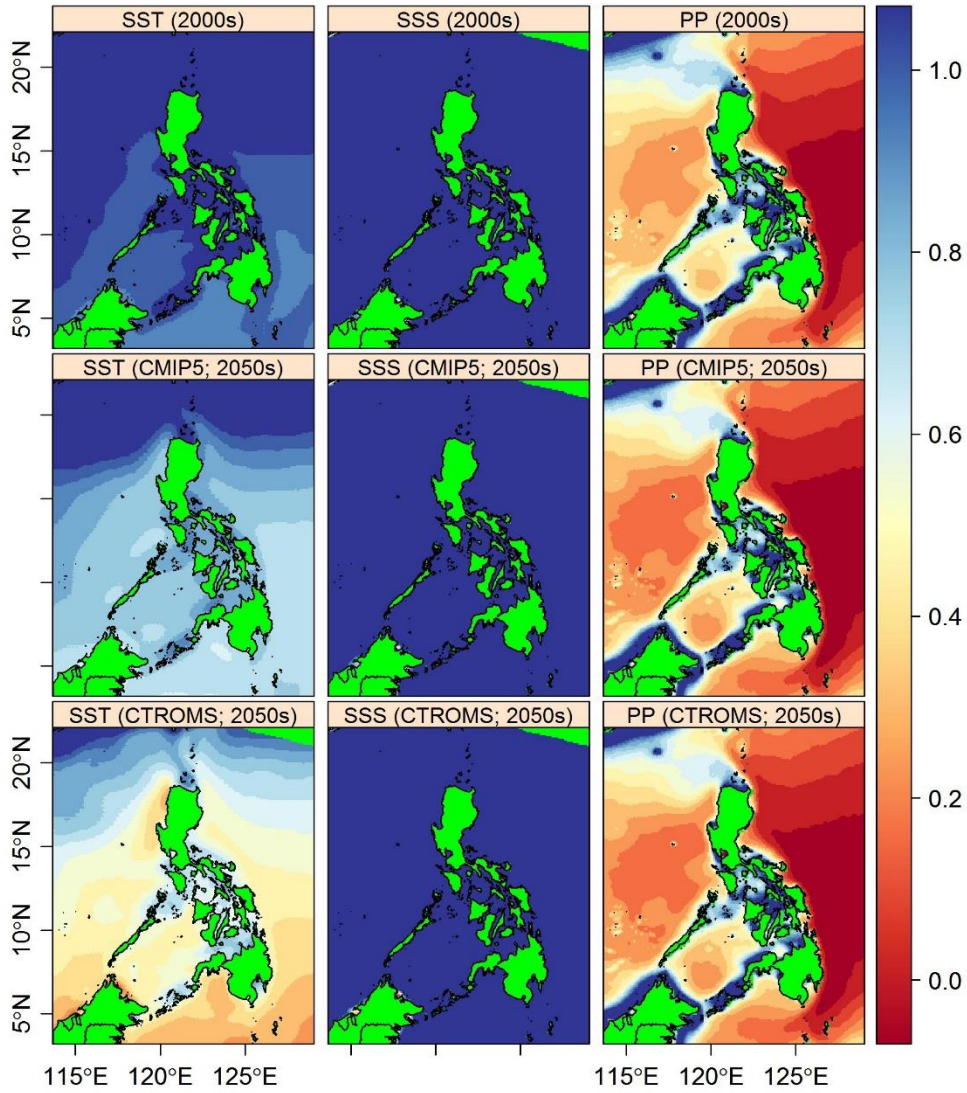 SST (2000s) SSS (2000s) PP (2000s)
20°N
15°N
10°N
5°N
SST (CMIP5; 2050s) SSS (CMIP5; 2050s) PP (CMIP5; 2050s)
SST (CTROMS; 2050s) SSS (CTROMS; 2050s) PP (CTROMS; 2050s)
20°N
15°N
10°N
5°N
115°E 120°E 125°E 115°E 120°E 125°E
1.0
0.8
0.6
0.4
0.2
0.0